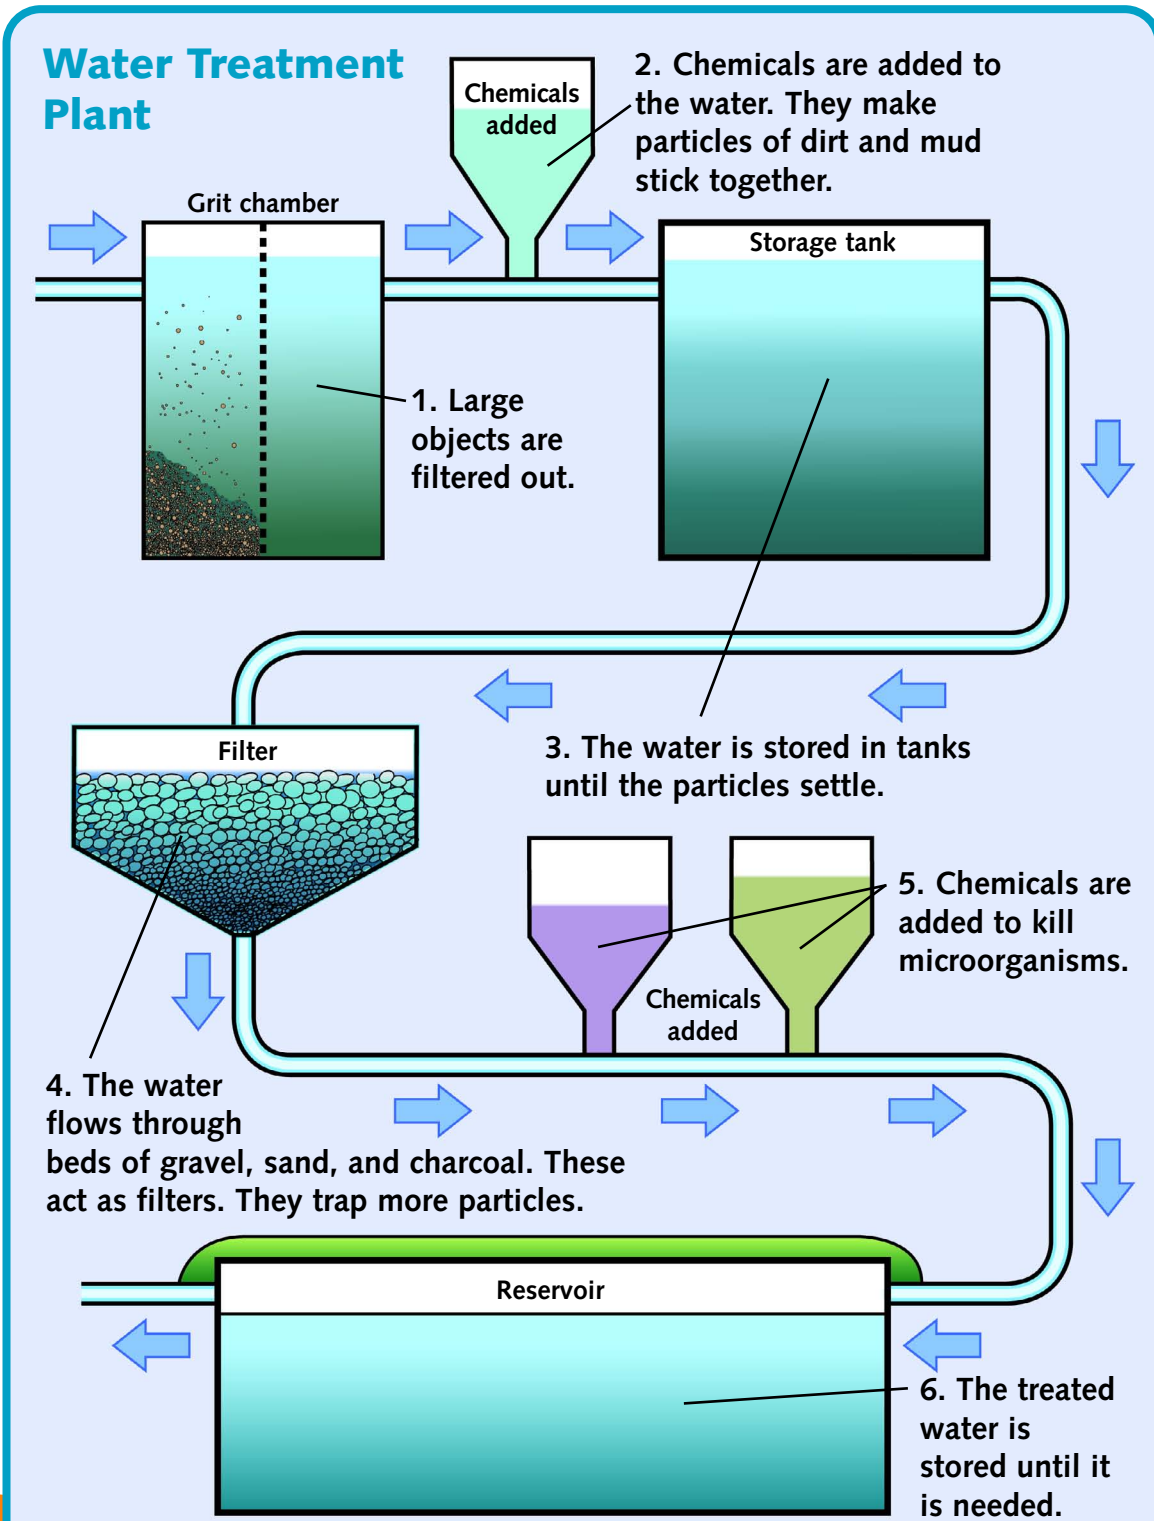 Water Treatment
Plant
Chemicals
added
2. Chemicals are added to
the water. They make
particles of dirt and mud
stick together.
Grit chamber
Storage tank
1. Large
objects are
filtered out.
Filter
3. The water is stored in tanks
until the particles settle.
5. Chemicals are
added to kill
microorganisms.
Chemicals
added
4. The water
flows through
beds of gravel, sand, and charcoal. These
act as filters. They trap more particles.
Reservoir
6. The treated
water is
stored until it
is needed.